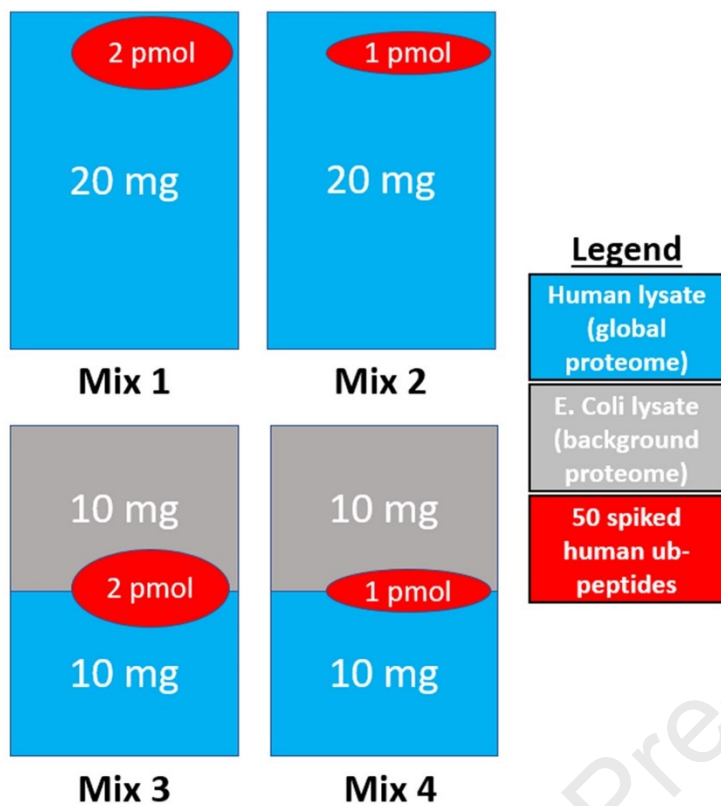 2 pmol
1 pmol
20 mg
20 mg
Mix 1
Mix 2
Legend
Human lysate
(global
proteome)
E. Coli lysate
(background
proteome)
50 spiked
human ub-
peptides
10 mg
10 mg
2 pmol
1 pmol
10 mg
10 mg
Mix 3
Mix 4
Pre